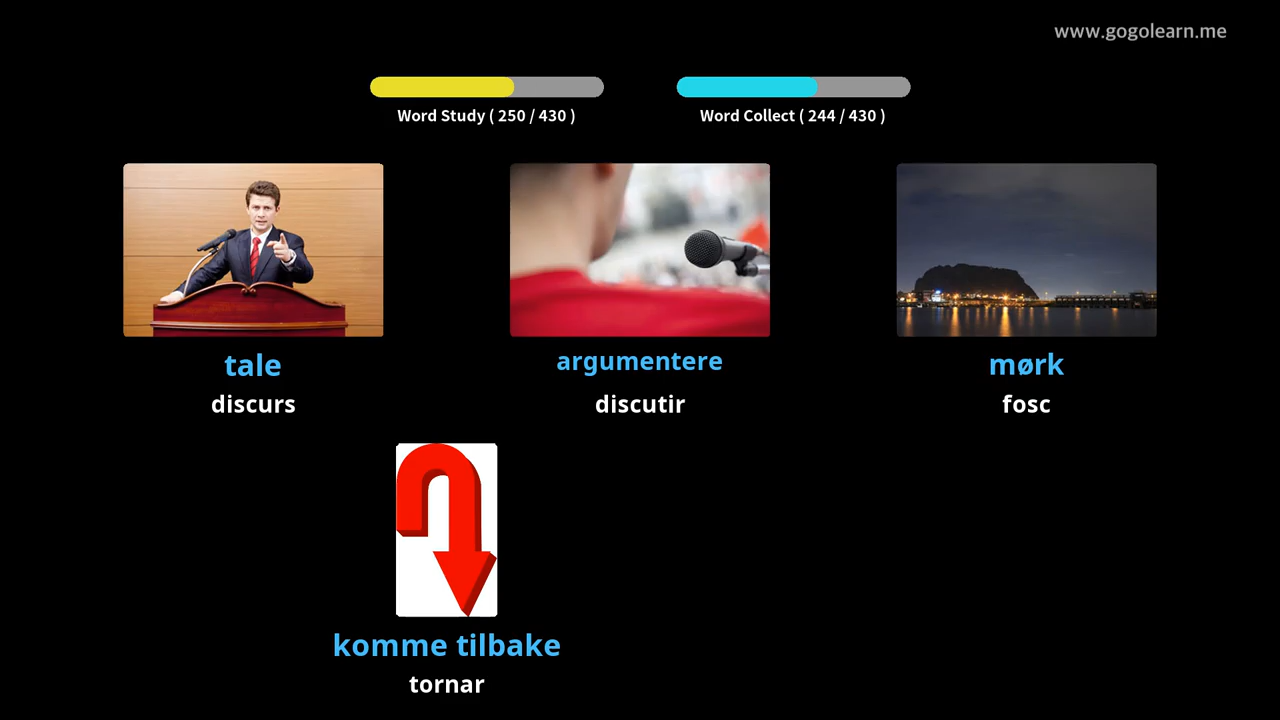 www.gogolearn.me
Word Study ( 250 / 430 )
Word Collect ( 244 / 430 )
tale
discurs
argumentere
discutir
mørk
fosc
komme tilbake
tornar